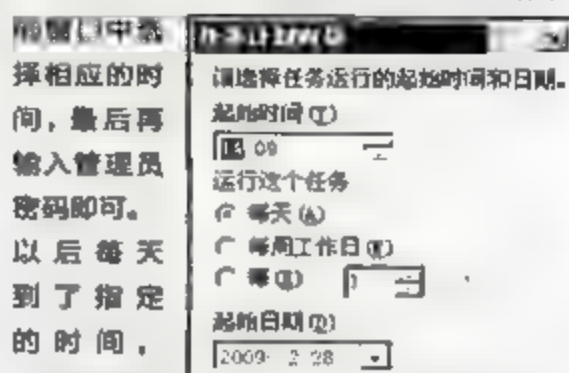 择相应的时
间，最后再
输入管理员
密码即可。
以后每天
到了指定
的时间，
请选择任务运行的起始时间和日期。
起始时间(T)
09
运行这个任务
每天(A)
每周工作日(W)
每(E)
起始日期(D)
2009- 2-28